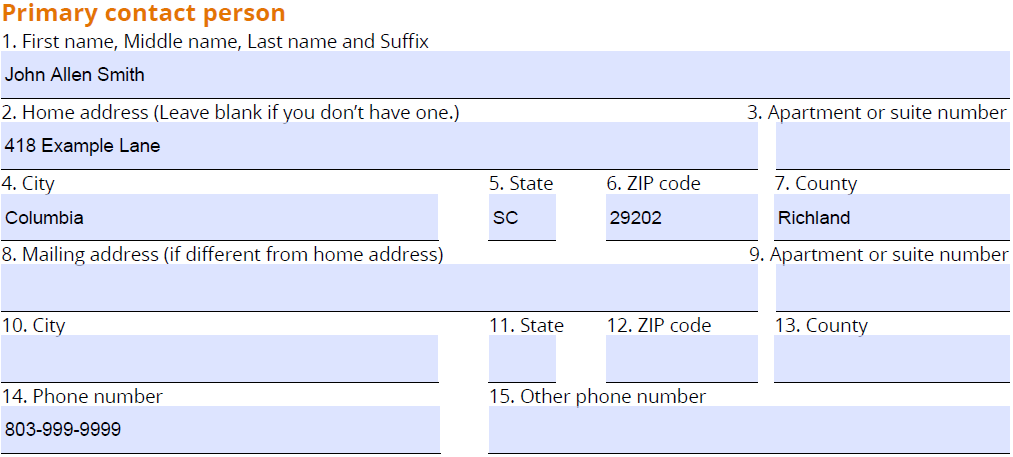 Primary contact person
1. First name, Middle name, Last name and Suffix
John Allen Smith
2. Home address (Leave blank if you don’t have one.) 3. Apartment or suite number
418 Example Lane
4. City 5. State 6. ZIP code 7. County
Columbia SC 29202 Richland
8. Mailing address (if different from home address) 9. Apartment or suite number
10. City 11. State 12. ZIP code 13. County
14. Phone number 15. Other phone number
803-999-9999